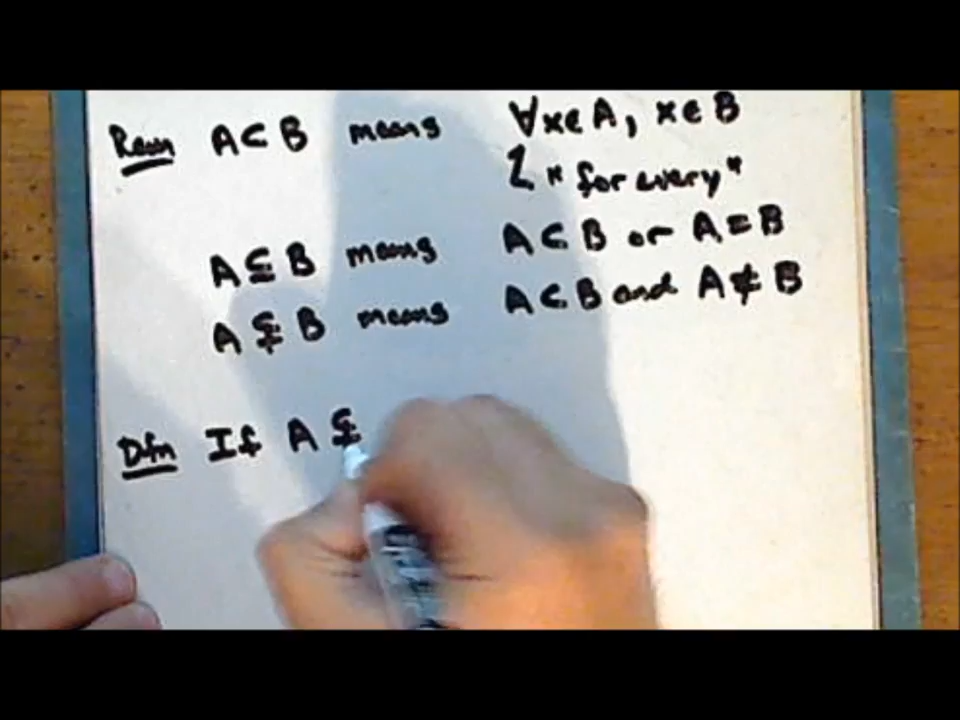 Rem A ⊂ B means ∀x∈A, x∈B
"for every"
A ⊆ B means A ⊂ B or A = B
A ⊊ B means A ⊂ B and A ≠ B
Dfn If A ⊊